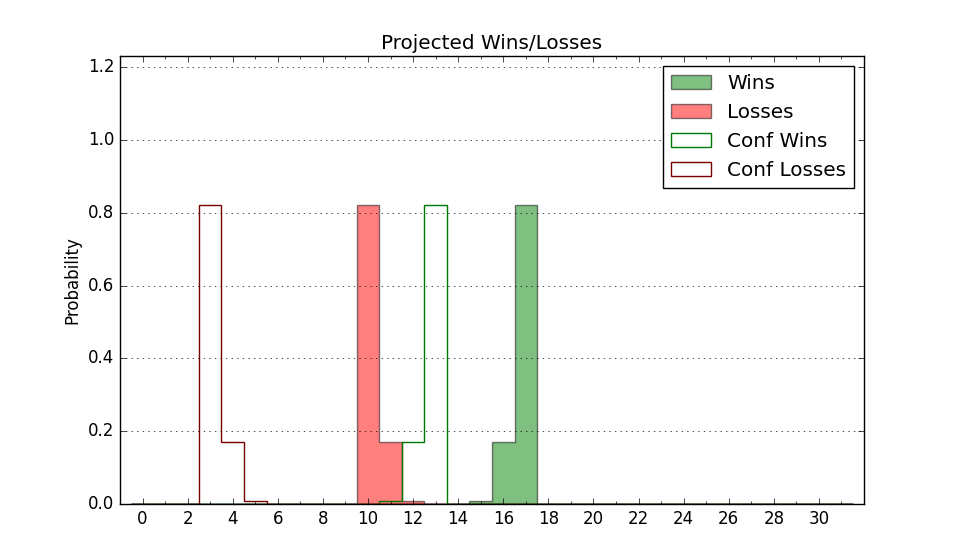 Projected Wins/Losses
1.2
1.0
0.8
0.6
0.4
0.2
0.0
Probability
Wins
Losses
Conf Wins
Conf Losses
0 2 4 6 8 10 12 14 16 18 20 22 24 26 28 30